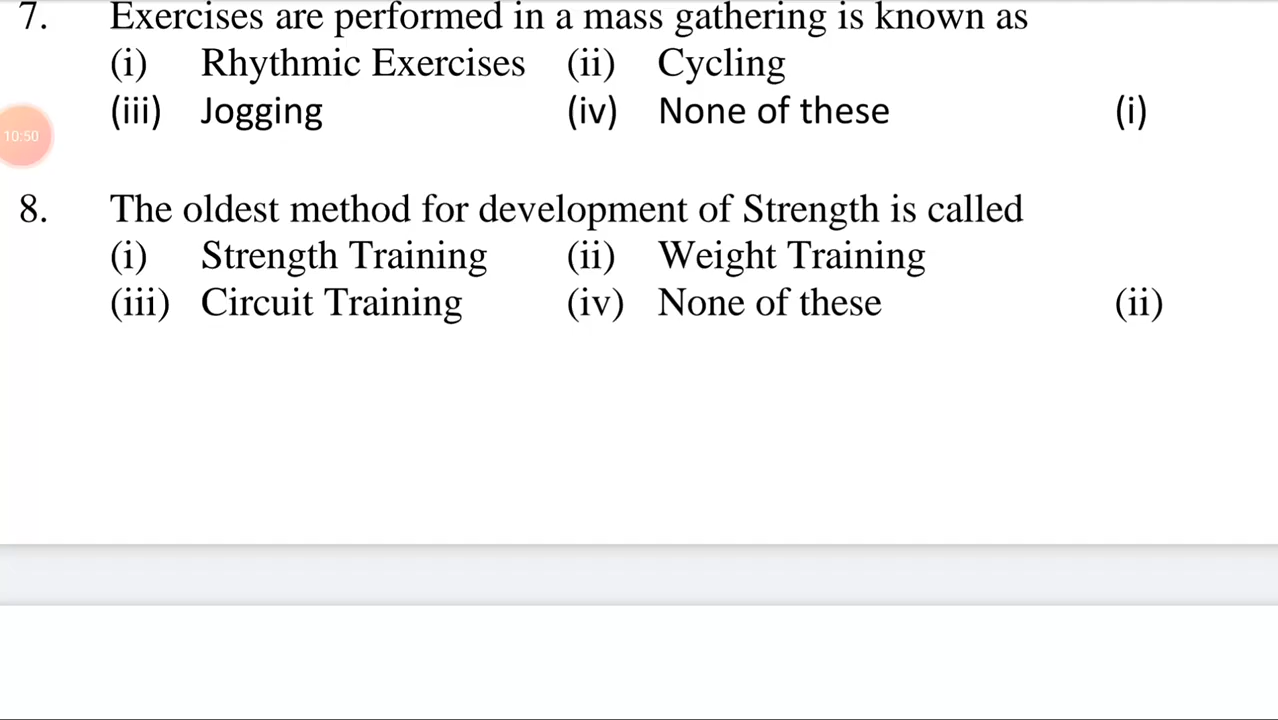 7. Exercises are performed in a mass gathering is known as
(i) Rhythmic Exercises (ii) Cycling
(iii) Jogging (iv) None of these (i)
10:50
8. The oldest method for development of Strength is called
(i) Strength Training (ii) Weight Training
(iii) Circuit Training (iv) None of these (ii)